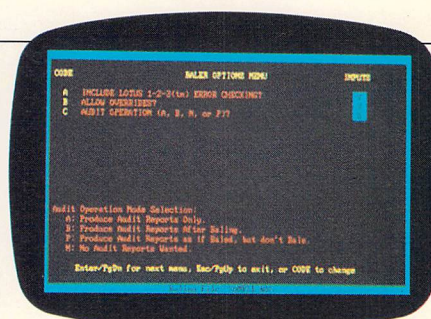 CODE BALER OPTIONS MENU INPUTS
A INCLUDE LOTUS 1-2-3(tm) ERROR CHECKING?
B ALLOW OVERRIDES?
C AUDIT OPERATION (A, B, N, or P)?
Audit Operation Mode Selection:
A: Produce Audit Reports Only.
B: Produce Audit Reports After Baling.
P: Produce Audit Reports as if Baled, but don't Bale.
N: No Audit Reports Wanted.
Enter/PgDn for next menu, Esc/PgUp to exit, or CODE to change